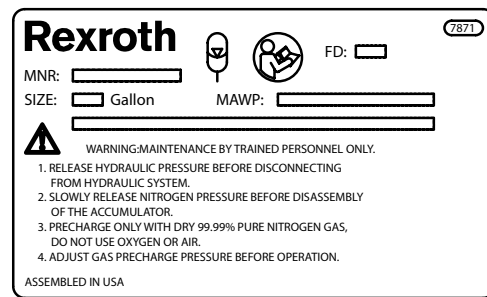 Rexroth
FD:
7871
MNR:
SIZE: Gallon MAWP:
WARNING:MAINTENANCE BY TRAINED PERSONNEL ONLY.
1. RELEASE HYDRAULIC PRESSURE BEFORE DISCONNECTING
FROM HYDRAULIC SYSTEM.
2. SLOWLY RELEASE NITROGEN PRESSURE BEFORE DISASSEMBLY
OF THE ACCUMULATOR.
3. PRECHARGE ONLY WITH DRY 99.99% PURE NITROGEN GAS,
DO NOT USE OXYGEN OR AIR.
4. ADJUST GAS PRECHARGE PRESSURE BEFORE OPERATION.
ASSEMBLED IN USA